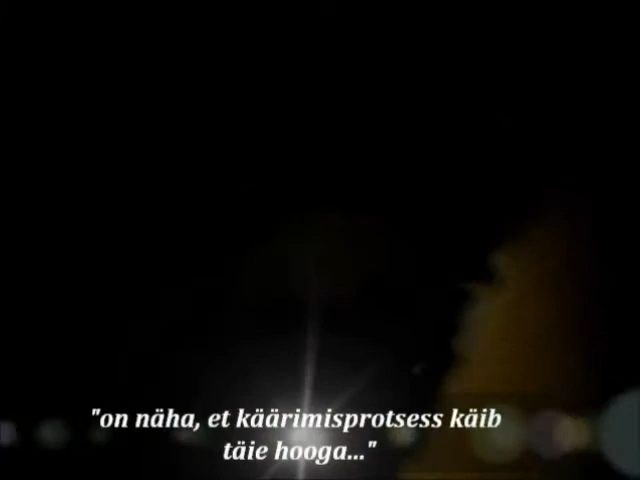 "on näha, et käärimisprotsess käib
täie hooga..."